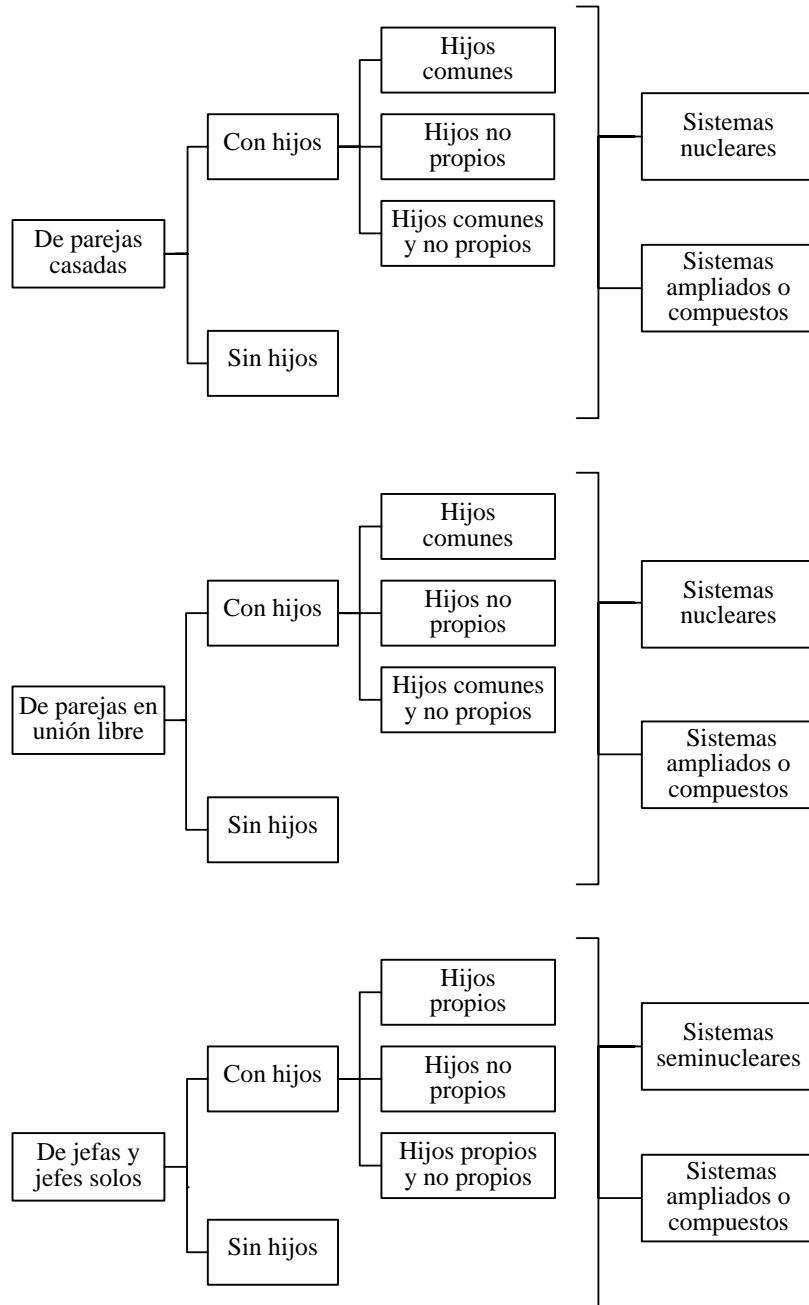 De parejas
casadas
Con hijos
Sin hijos
Hijos
comunes
Hijos no
propios
Hijos comunes
y no propios
Sistemas
nucleares
Sistemas
ampliados o
compuestos
De parejas en
unión libre
Con hijos
Sin hijos
Hijos
comunes
Hijos no
propios
Hijos comunes
y no propios
Sistemas
nucleares
Sistemas
ampliados o
compuestos
De jefas y
jefes solos
Con hijos
Sin hijos
Hijos
propios
Hijos no
propios
Hijos propios
y no propios
Sistemas
seminucleares
Sistemas
ampliados o
compuestos